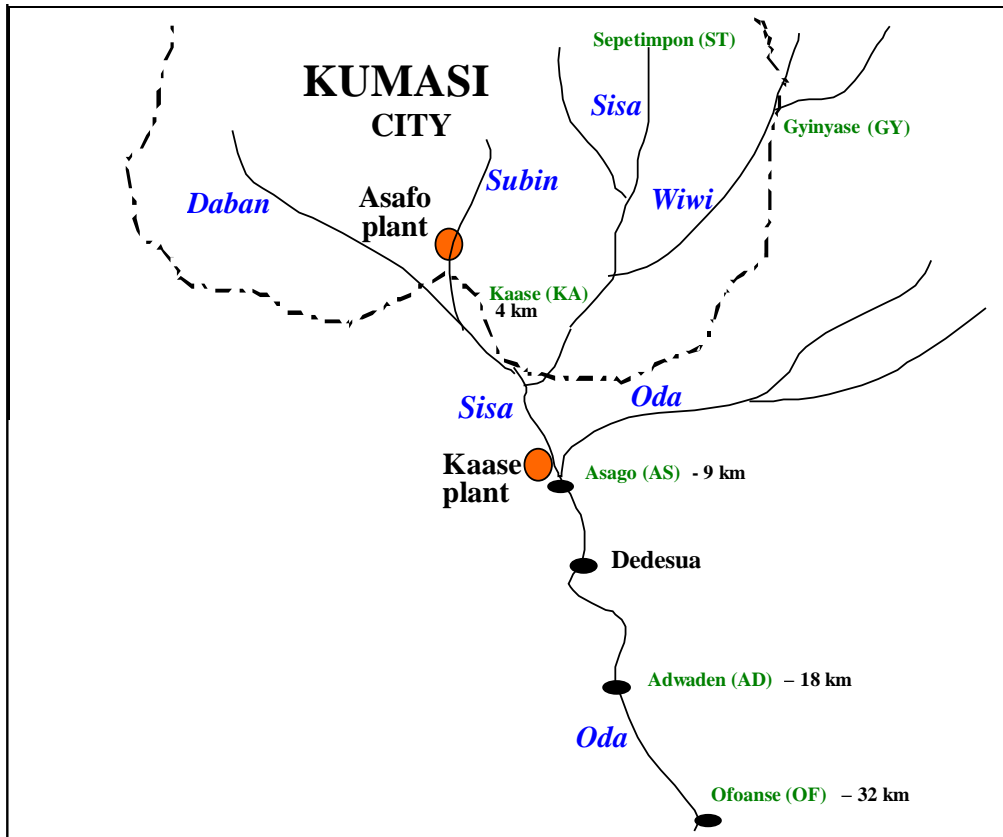 Sepetimpon (ST)
KUMASI
CITY
Sisa
Gyinyase (GY)
Subin
Daban
Asafo
plant
Wiwi
Kaase (KA)
4 km
Oda
Sisa
Kaase
plant
Asago (AS) - 9 km
Dedesua
Adwaden (AD) – 18 km
Oda
Ofoanse (OF) – 32 km